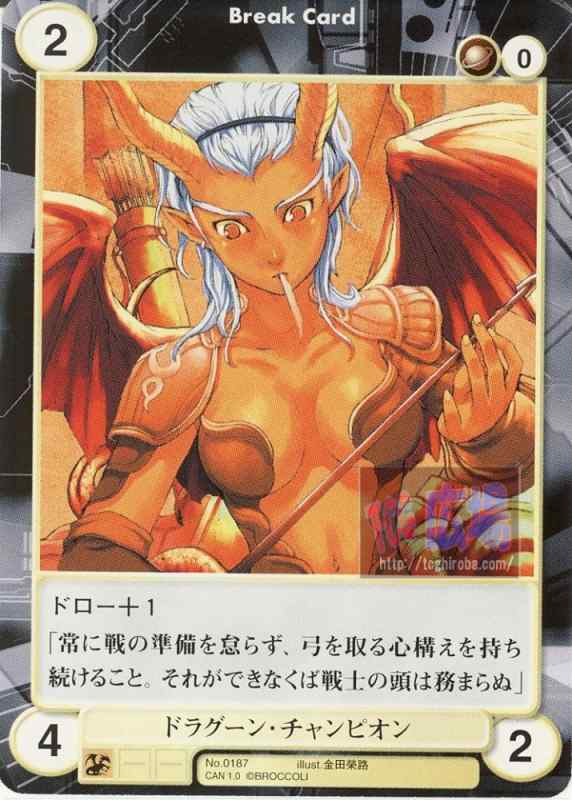 Break Card
2
0
http://tcghiroba.com/
ドロー＋1
「常に戦の準備を怠らず、弓を取る心構えを持ち
続けること。それができなくば戦士の頭は務まらぬ」
ドラグーン・チャンピオン
4
2
No.0187 illust.金田榮路
CAN 1.0 ©BROCCOLI